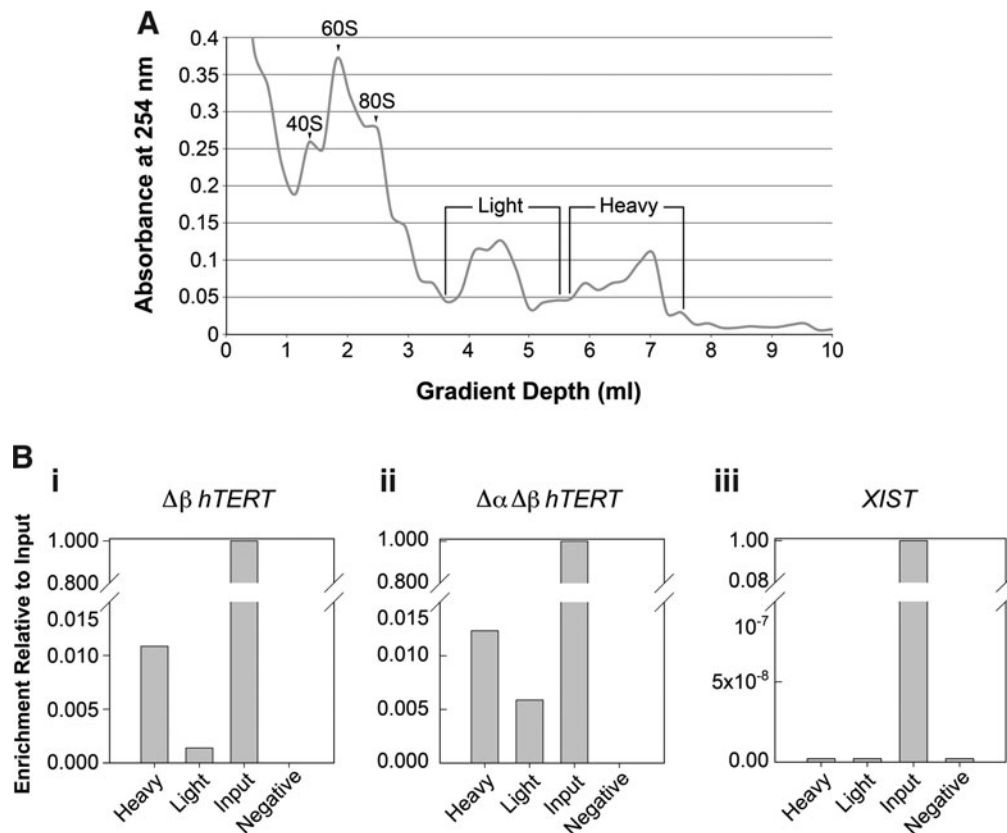 A
Absorbance at 254 nm
0.4
0.35
0.3
0.25
0.2
0.15
0.1
0.05
0
60S
40S
80S
Light
Heavy
0 1 2 3 4 5 6 7 8 9 10
Gradient Depth (ml)
B
Enrichment Relative to Input
i
Δβ hTERT
1.000
0.800
0.015
0.010
0.005
0.000
Heavy
Light
Input
Negative
ii
Δα Δβ hTERT
1.000
0.800
0.015
0.010
0.005
0.000
Heavy
Light
Input
Negative
iii
XIST
1.00
0.08
10⁻⁷
5x10⁻⁸
0.00
Heavy
Light
Input
Negative